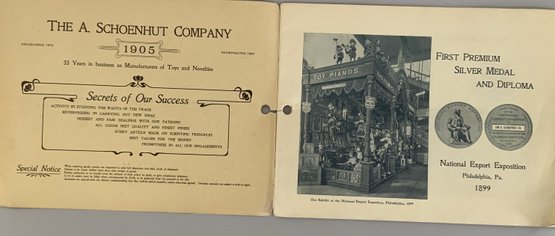 THE A. SCHOENHUT COMPANY
ESTABLISHED 1872
1905
INCORPORATED 1897
33 Years in business as Manufacturers of Toys and Novelties
Secrets of Our Success
ACTIVITY IN STUDYING THE WANTS OF THE TRADE
ENTERPRISING IN CARRYING OUT NEW IDEAS
HONEST AND FAIR DEALING WITH OUR PATRONS
ALL GOODS BEST QUALITY AND FINEST FINISH
EVERY ARTICLE MADE ON SCIENTIFIC PRINCIPLES
BEST VALUES FOR THE MONEY
PROMPTNESS IN ALL OUR ENGAGEMENTS
Special Notice
TOY PIANOS
Our Exhibit at the National Export Exposition, Philadelphia, 1899
FIRST PREMIUM
SILVER MEDAL
AND DIPLOMA
National Export Exposition
Philadelphia, Pa.
1899